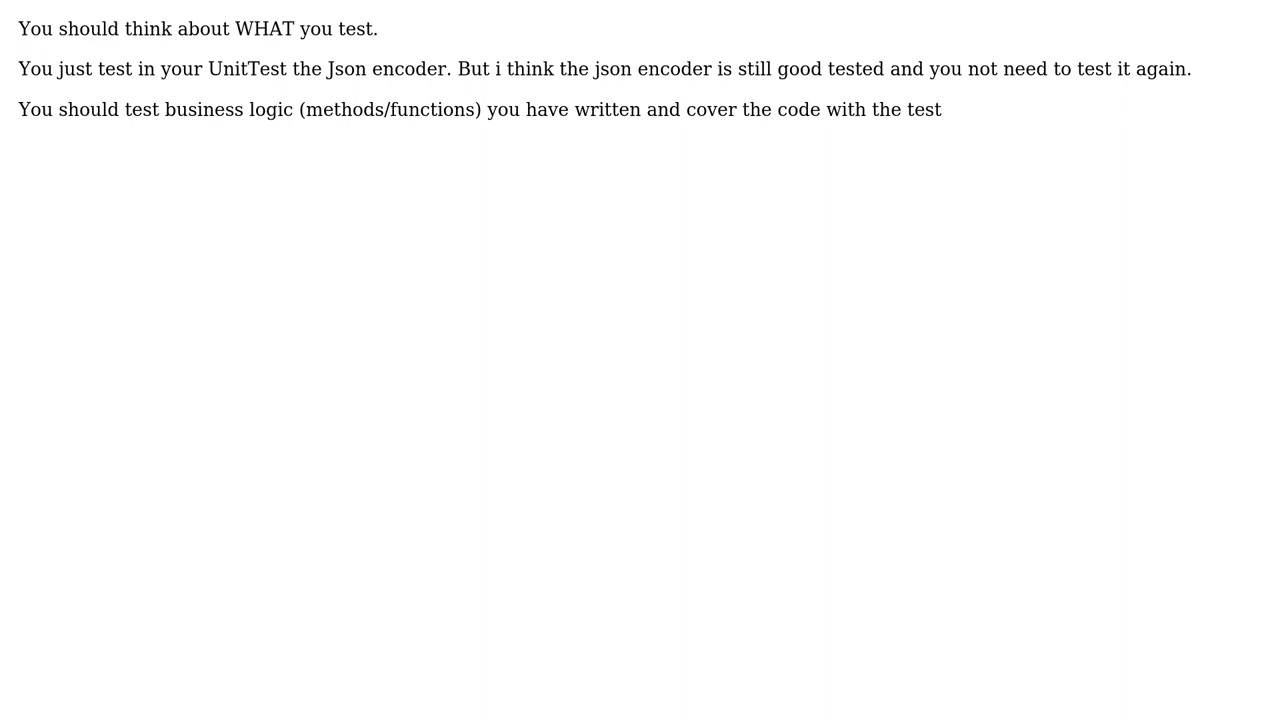 You should think about WHAT you test.
You just test in your UnitTest the Json encoder. But i think the json encoder is still good tested and you not need to test it again.
You should test business logic (methods/functions) you have written and cover the code with the test